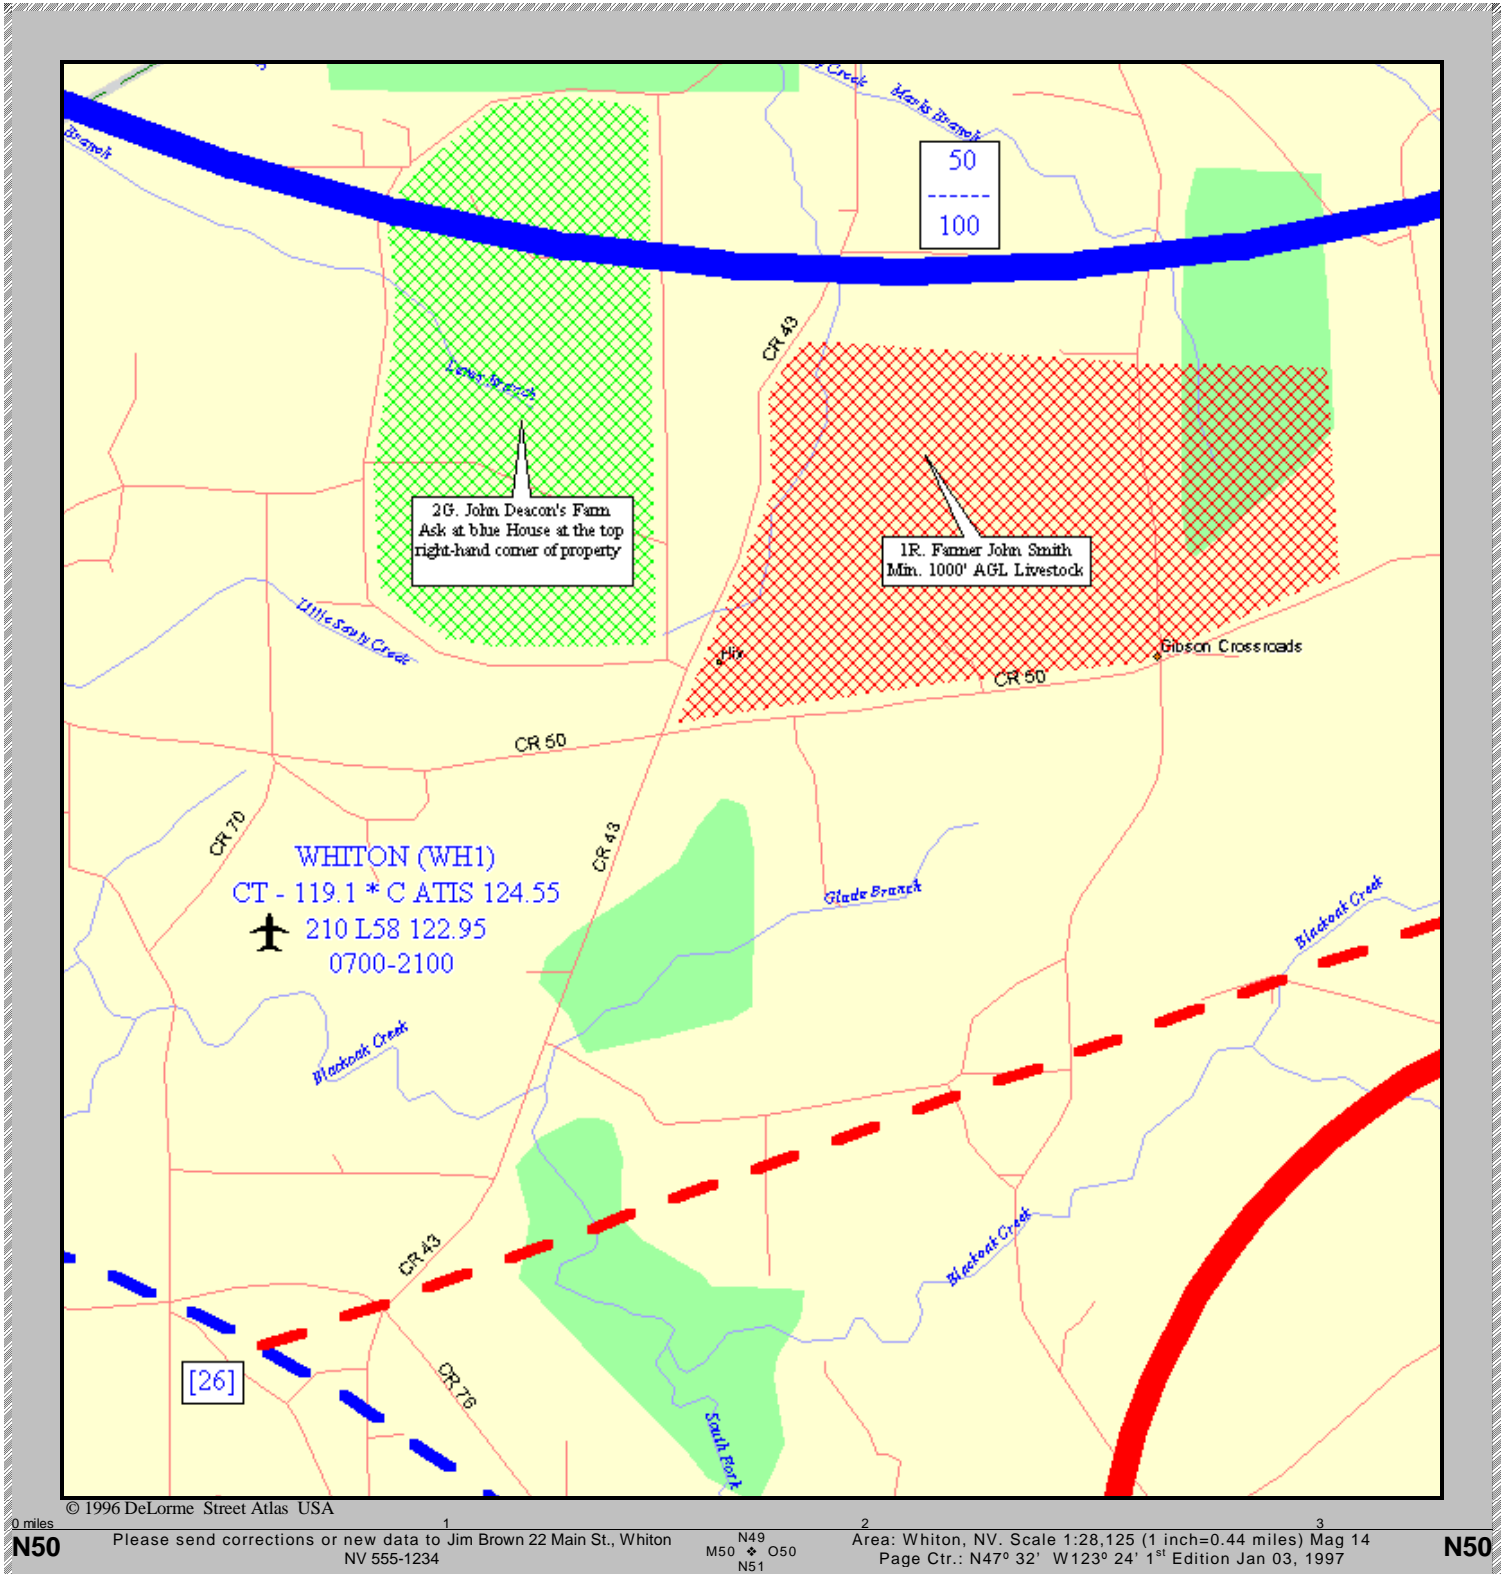 y Creek
Marks Branch
Branch
50
------
100
CR 43
2G. John Deacon's Farm
Ask at blue House at the top
right-hand corner of property
1R. Farmer John Smith
Min. 1000' AGL Livestock
Little Sauty Creek
Hix
Gibson Crossroads
CR 50
CR 50
CR 70
CR 43
WHITON (WH1)
CT - 119.1 * C ATIS 124.55
210 L58 122.95
0700-2100
Glade Branch
Blackoak Creek
Blackoak Creek
Blackoak Creek
CR 43
[26]
CR 76
South Fork
© 1996 DeLorme Street Atlas USA
0 miles 1 2 3
N50
Please send corrections or new data to Jim Brown 22 Main St., Whiton
NV 555-1234
N49
M50 ❖ O50
N51
Area: Whiton, NV. Scale 1:28,125 (1 inch=0.44 miles) Mag 14
Page Ctr.: N47º 32' W123º 24' 1st Edition Jan 03, 1997
N50